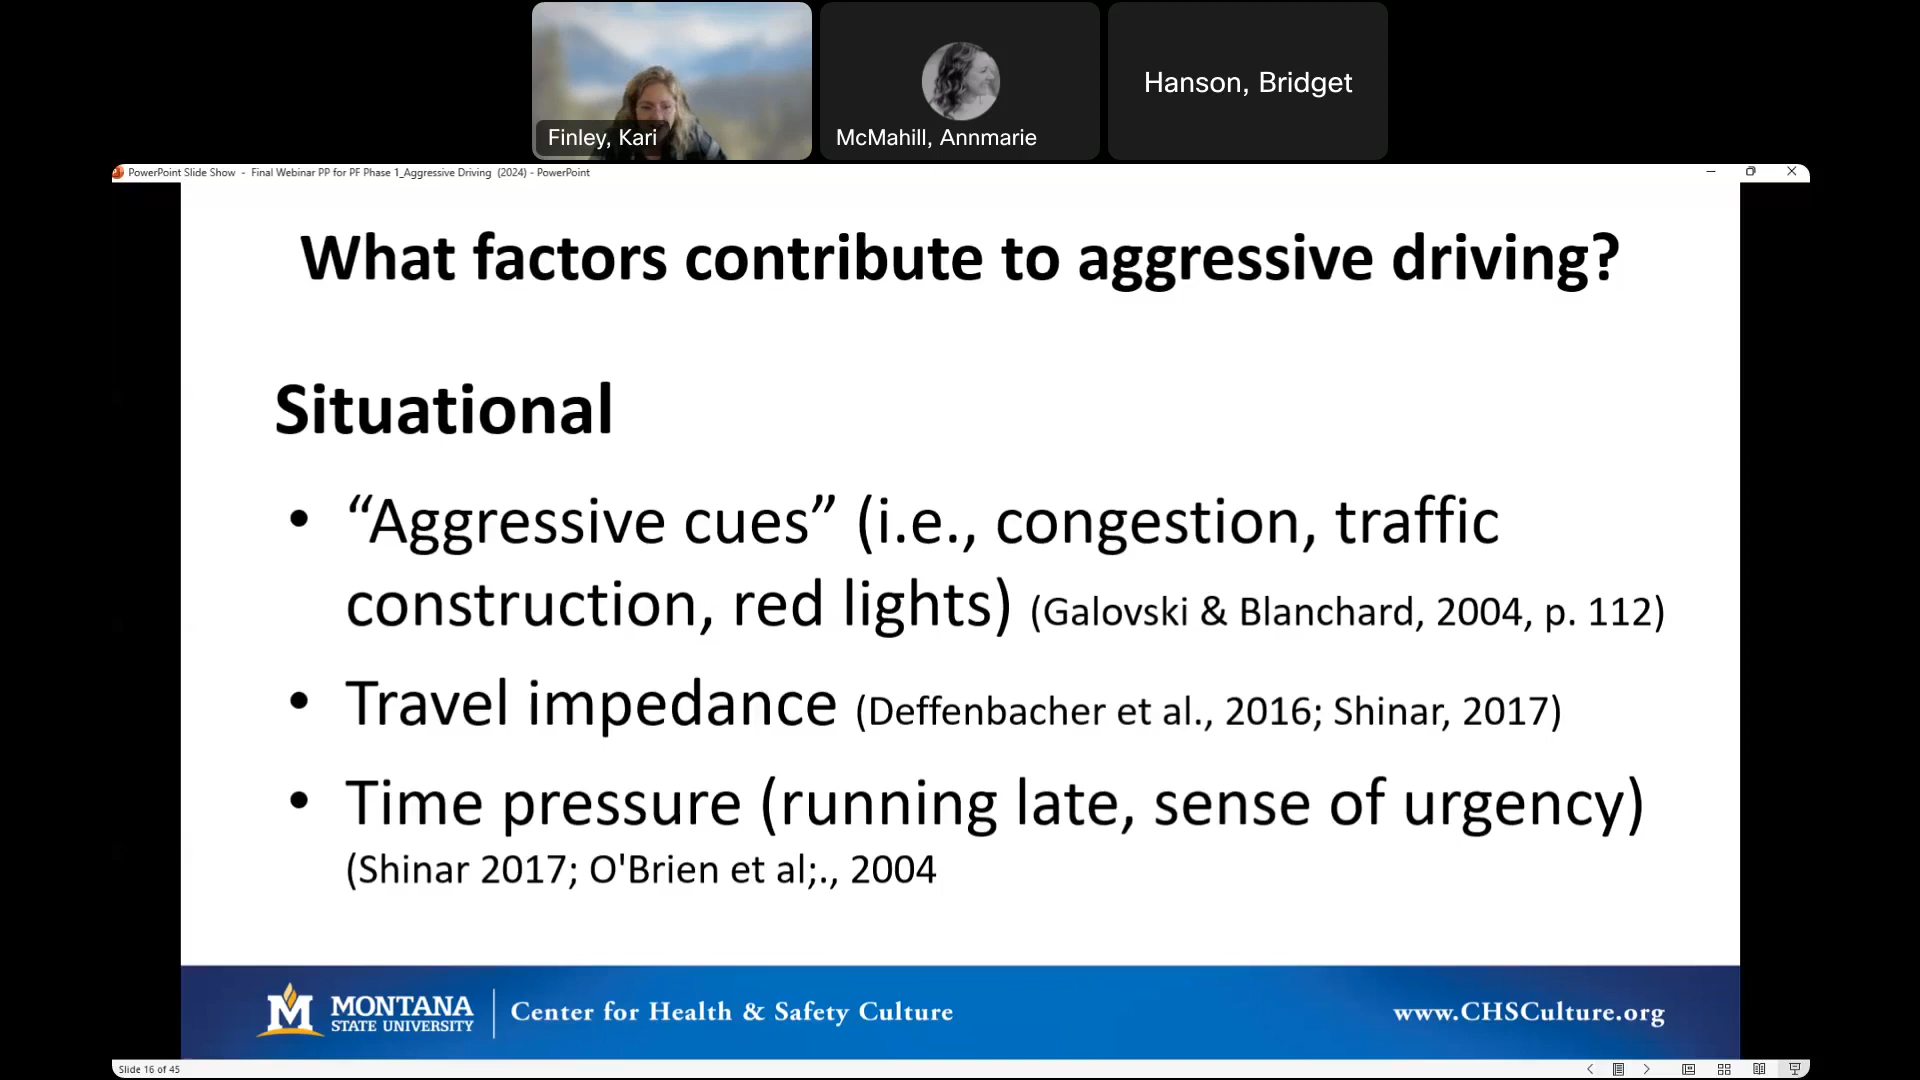 Finley, Kari
McMahill, Annmarie
Hanson, Bridget
PowerPoint Slide Show - Final Webinar PP for PF Phase 1_Aggressive Driving (2024) - PowerPoint
What factors contribute to aggressive driving?
Situational
• “Aggressive cues” (i.e., congestion, traffic
construction, red lights) (Galovski & Blanchard, 2004, p. 112)
• Travel impedance (Deffenbacher et al., 2016; Shinar, 2017)
• Time pressure (running late, sense of urgency)
(Shinar 2017; O'Brien et al;., 2004
M MONTANA
STATE UNIVERSITY
Center for Health & Safety Culture
www.CHSCulture.org
Slide 16 of 45